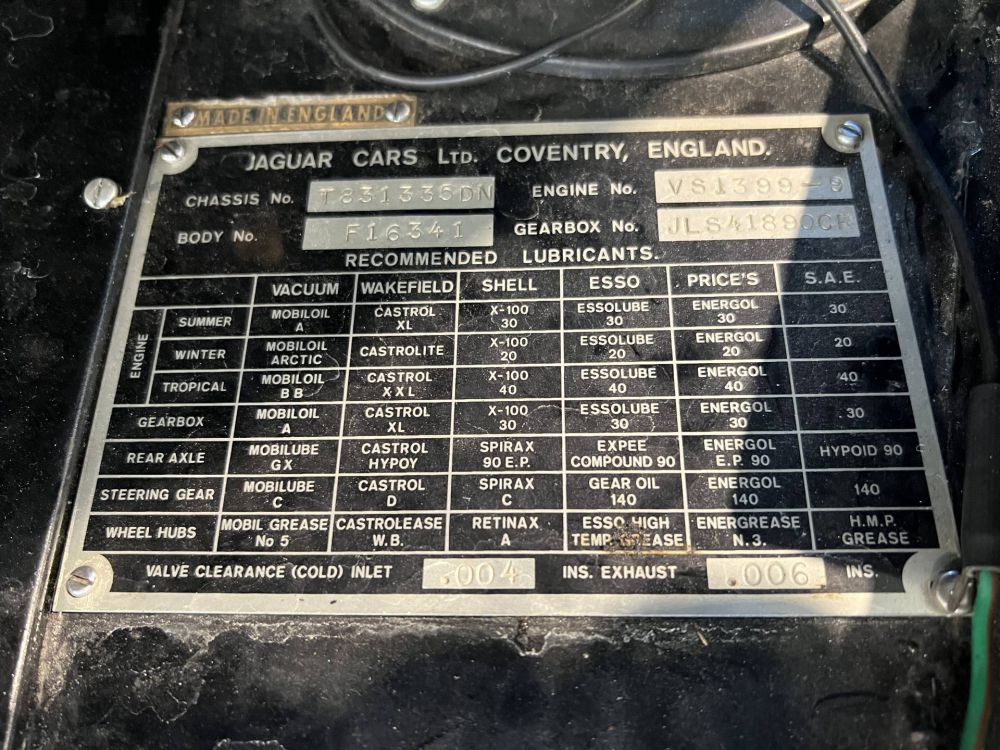 MADE IN ENGLAND
JAGUAR CARS LTD. COVENTRY, ENGLAND.
CHASSIS No. T831335DN ENGINE No. VS1399-9
BODY No. F16341 GEARBOX No.
RECOMMENDED LUBRICANTS.
VACUUM WAKEFIELD SHELL ESSO PRICE'S S.A.E.
ENGINE
SUMMER MOBILOIL A CASTROL XL X-100 30 ESSOLUBE 30 ENERGOL 30 30
WINTER MOBILOIL ARCTIC CASTROLITE X-100 20 ESSOLUBE 20 ENERGOL 20 20
TROPICAL MOBILOIL BB CASTROL XXL X-100 40 ESSOLUBE 40 ENERGOL 40 40
GEARBOX MOBILOIL A CASTROL XL X-100 30 ESSOLUBE 30 ENERGOL 30 30
REAR AXLE MOBILUBE GX CASTROL HYPOY SPIRAX 90 E.P. EXPEE COMPOUND 90 ENERGOL E.P. 90 HYPOID 90
STEERING GEAR MOBILUBE C CASTROL D SPIRAX C GEAR OIL 140 ENERGOL 140 140
WHEEL HUBS MOBIL GREASE No 5 CASTROLEASE W.B. RETINAX A ESSO HIGH TEMP. GREASE ENERGREASE N.3. H.M.P. GREASE
VALVE CLEARANCE (COLD) INLET .004 INS. EXHAUST .006 INS.